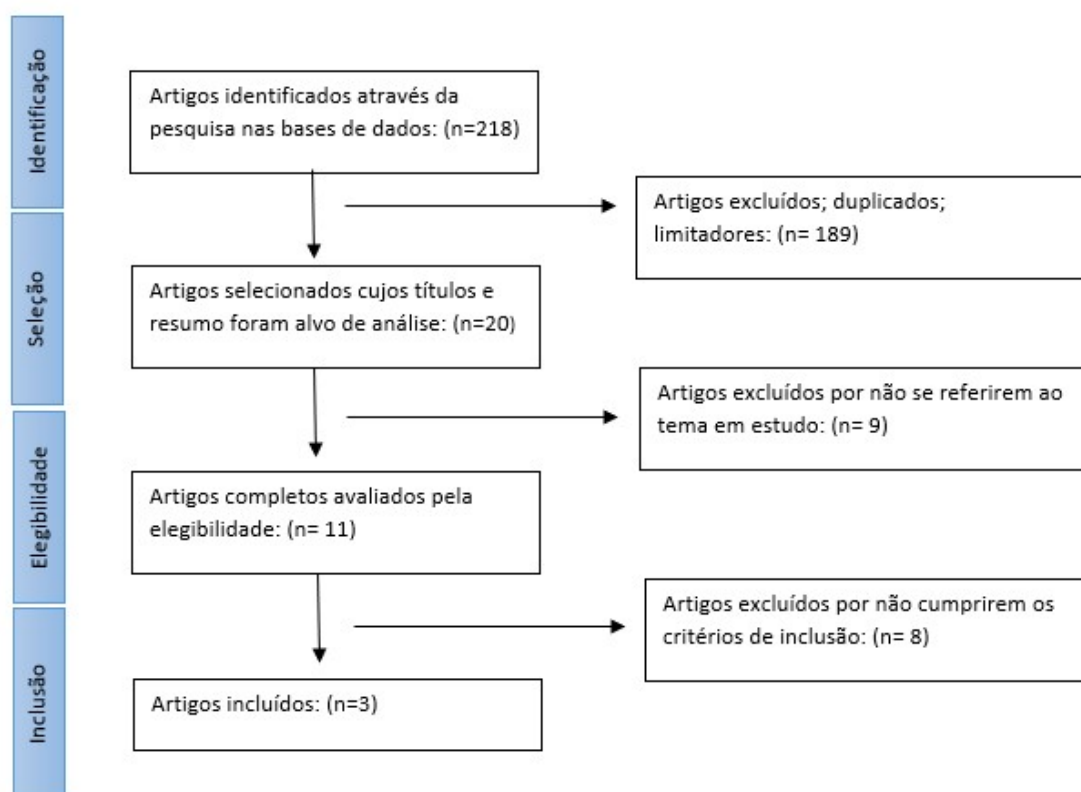 Identificação
Artigos identificados através da
pesquisa nas bases de dados: (n=218)
Artigos excluídos; duplicados;
limitadores: (n= 189)
Seleção
Artigos selecionados cujos títulos e
resumo foram alvo de análise: (n=20)
Artigos excluídos por não se referirem ao
tema em estudo: (n= 9)
Elegibilidade
Artigos completos avaliados pela
elegibilidade: (n= 11)
Artigos excluídos por não cumprirem os
critérios de inclusão: (n= 8)
Inclusão
Artigos incluídos: (n=3)